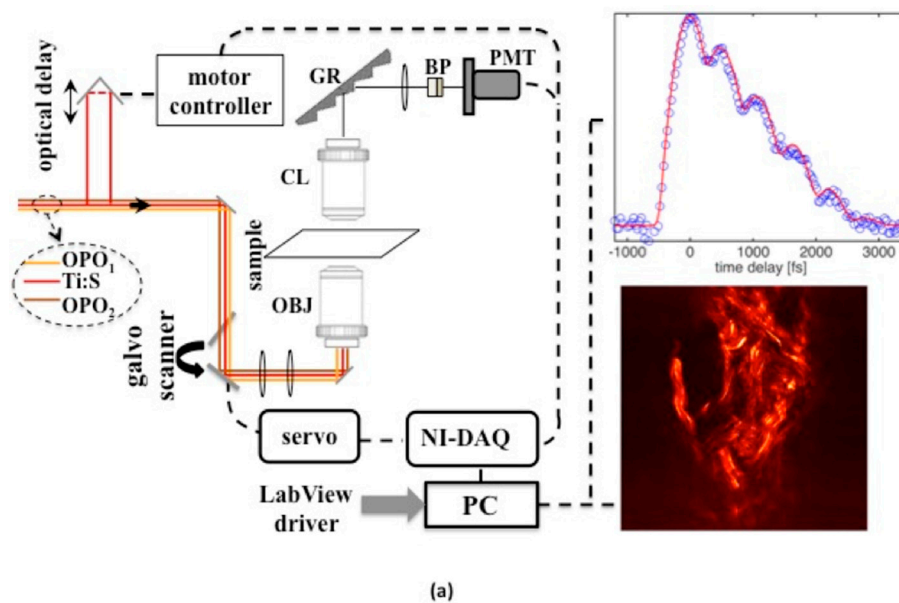 optical delay
motor
controller
GR
BP
PMT
CL
sample
OBJ
OPO1
Ti:S
OPO2
galvo
scanner
servo
NI-DAQ
LabView
driver
PC
-1000 0 1000 2000 3000
time delay [fs]
(a)